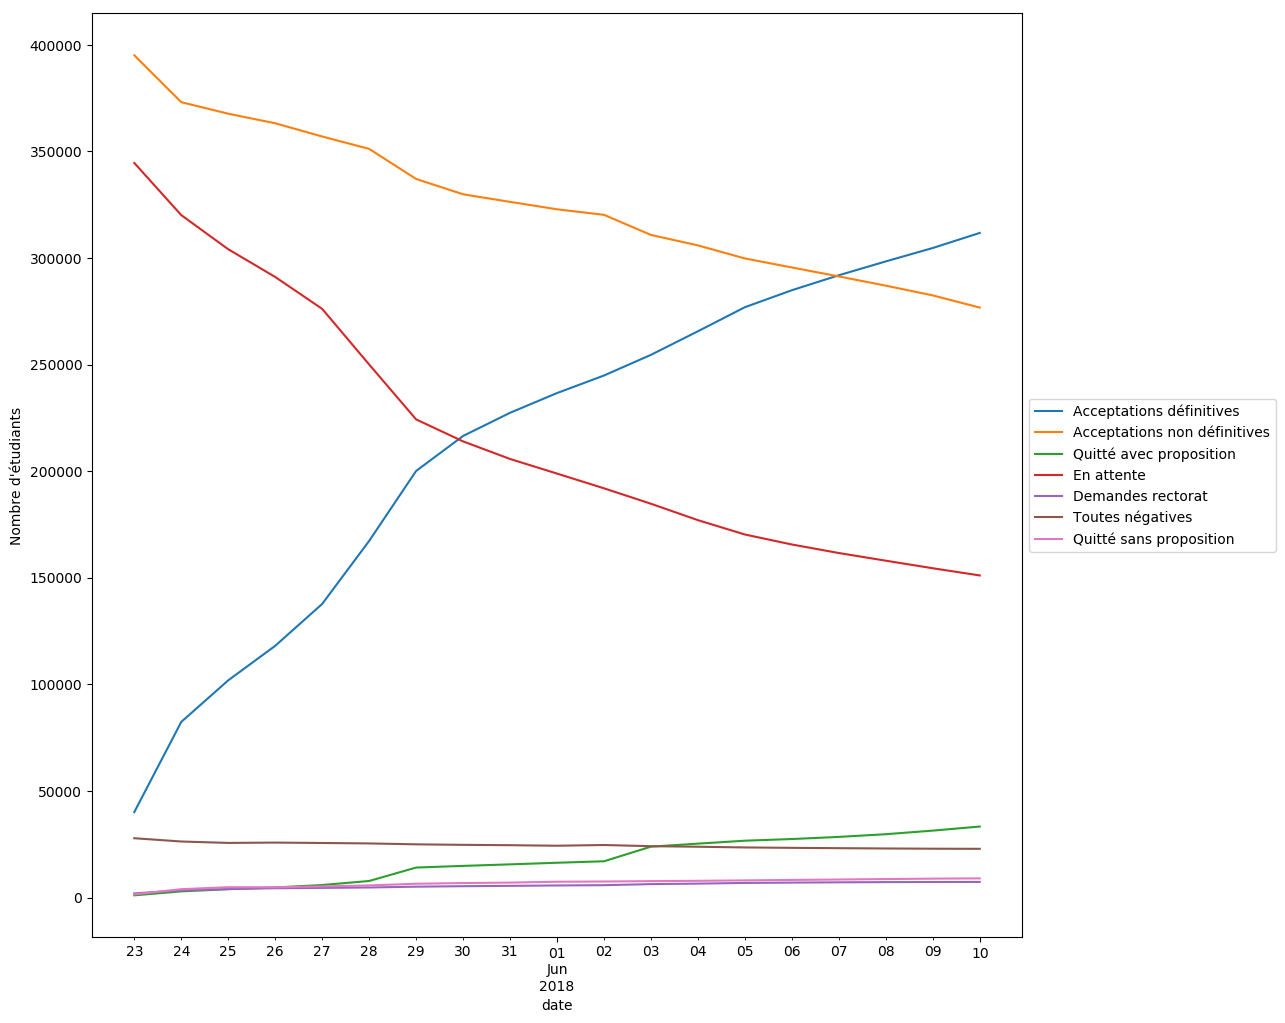 400000
350000
300000
250000
200000
150000
100000
50000
0
Nombre d'étudiants
23 24 25 26 27 28 29 30 31 01 02 03 04 05 06 07 08 09 10
Jun
2018
date
Acceptations définitives
Acceptations non définitives
Quitté avec proposition
En attente
Demandes rectorat
Toutes négatives
Quitté sans proposition